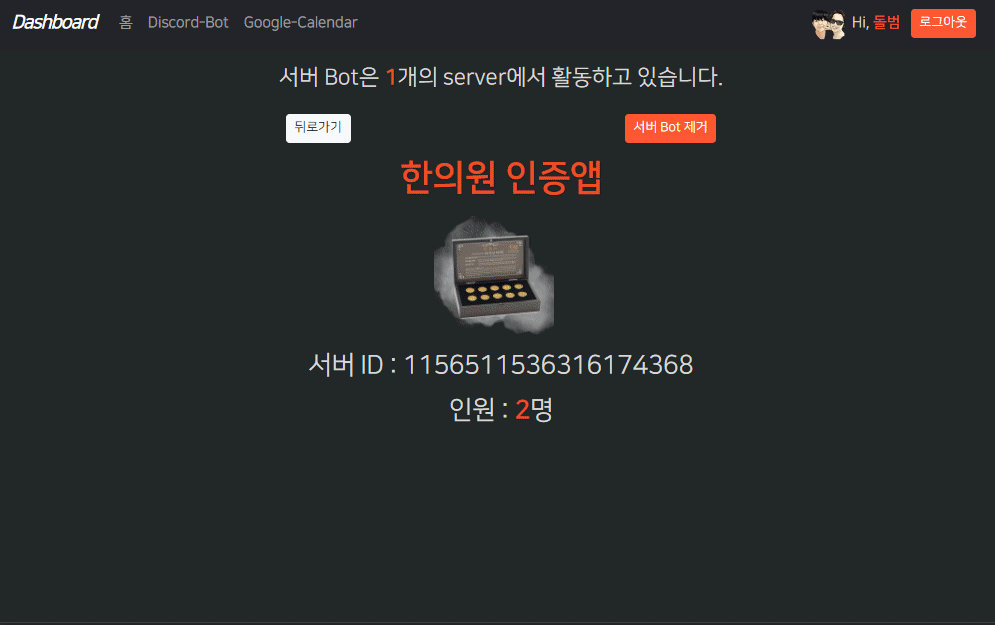 Dashboard 홈 Discord-Bot Google-Calendar Hi, 돌범 로그아웃
서버 Bot은 1개의 server에서 활동하고 있습니다.
뒤로가기 서버 Bot 제거
한의원 인증앱
서버 ID : 1156511536316174368
인원 : 2명